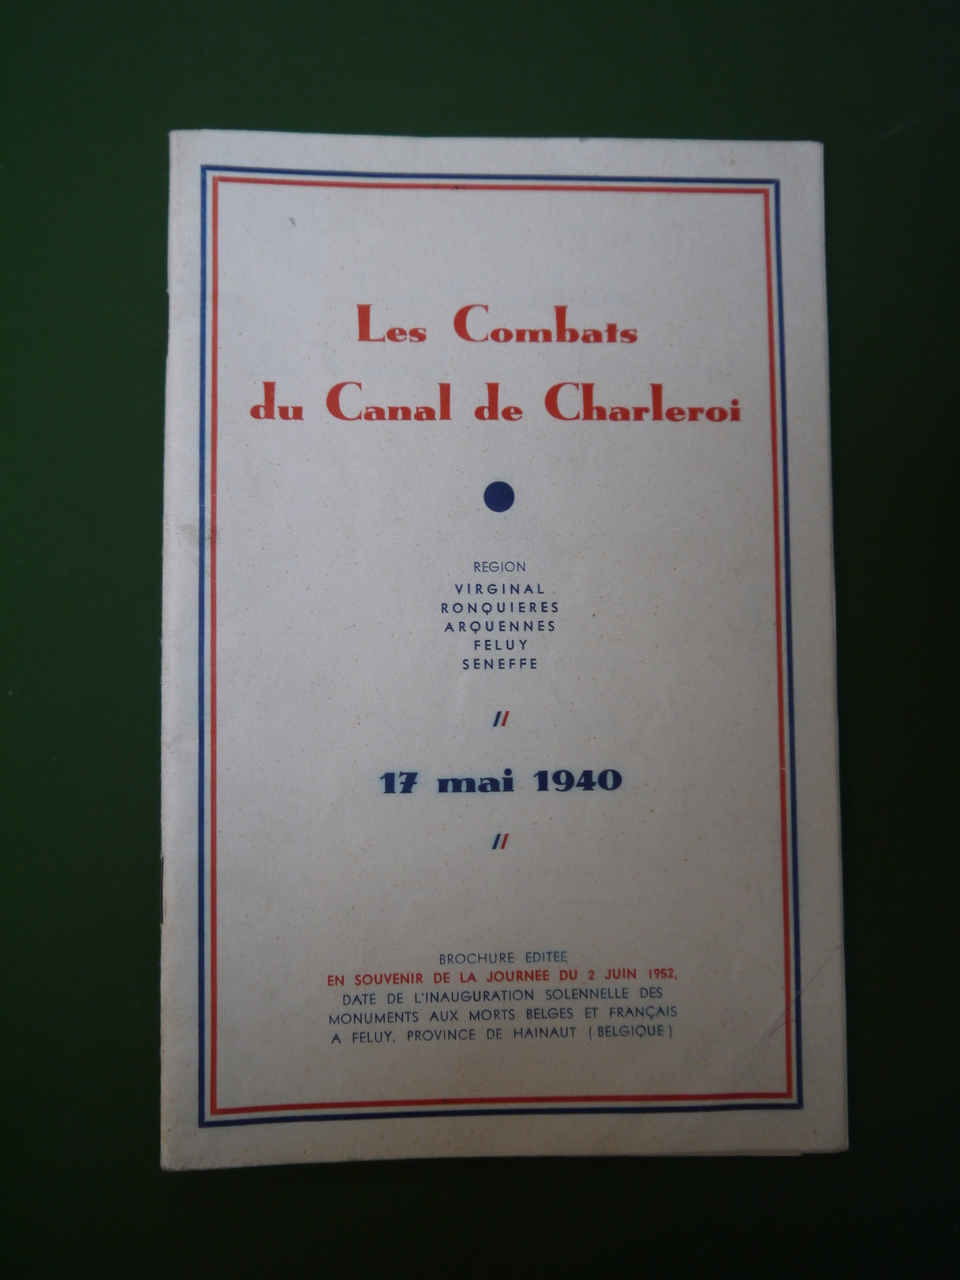 Les Combats
du Canal de Charleroi
REGION
VIRGINAL
RONQUIERES
ARQUENNES
FELUY
SENEFFE
//
17 mai 1940
//
BROCHURE EDITEE
EN SOUVENIR DE LA JOURNEE DU 2 JUIN 1952,
DATE DE L'INAUGURATION SOLENNELLE DES
MONUMENTS AUX MORTS BELGES ET FRANÇAIS
A FELUY, PROVINCE DE HAINAUT (BELGIQUE)